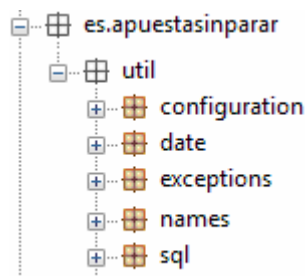 es.apuestasinparar
util
configuration
date
exceptions
names
sql